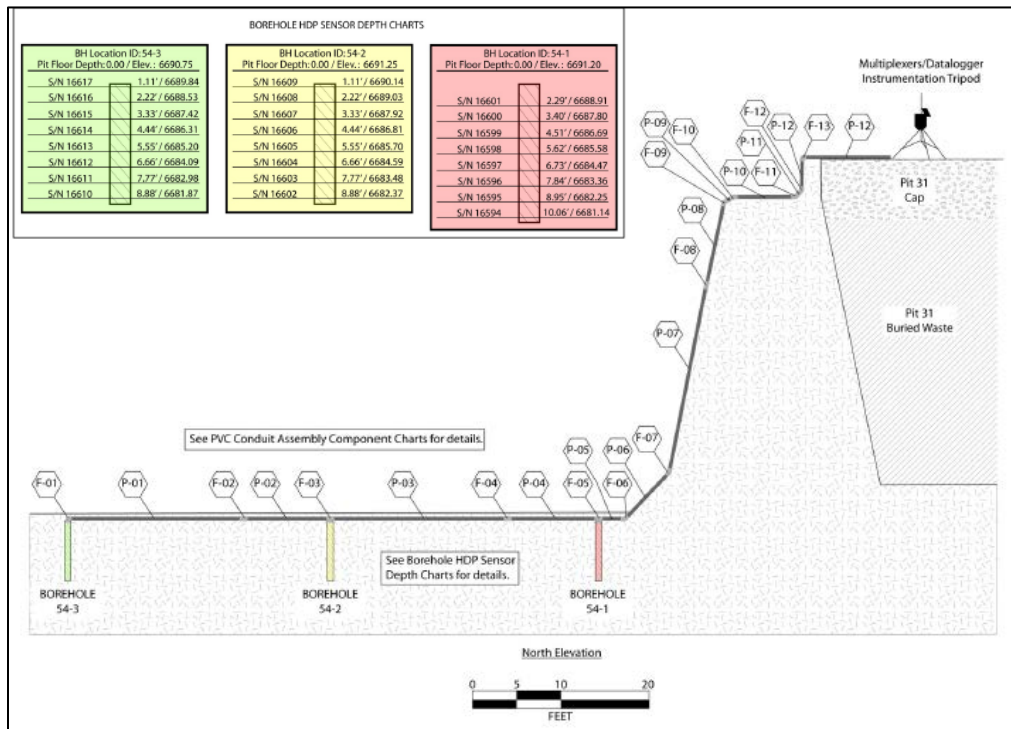 BOREHOLE HDP SENSOR DEPTH CHARTS
BH Location ID: 54-3
Pit Floor Depth: 0.00 / Elev.: 6690.75
S/N 16617 1.11' / 6689.84
S/N 16616 2.22' / 6688.53
S/N 16615 3.33' / 6687.42
S/N 16614 4.44' / 6686.31
S/N 16613 5.55' / 6685.20
S/N 16612 6.66' / 6684.09
S/N 16611 7.77' / 6682.98
S/N 16610 8.88' / 6681.87
BH Location ID: 54-2
Pit Floor Depth: 0.00 / Elev.: 6691.25
S/N 16609 1.11' / 6690.14
S/N 16608 2.22' / 6689.03
S/N 16607 3.33' / 6687.92
S/N 16606 4.44' / 6686.81
S/N 16605 5.55' / 6685.70
S/N 16604 6.66' / 6684.59
S/N 16603 7.77' / 6683.48
S/N 16602 8.88' / 6682.37
BH Location ID: 54-1
Pit Floor Depth: 0.00 / Elev.: 6691.20
S/N 16601 2.29' / 6688.91
S/N 16600 3.40' / 6687.80
S/N 16599 4.51' / 6686.69
S/N 16598 5.62' / 6685.58
S/N 16597 6.73' / 6684.47
S/N 16596 7.84' / 6683.36
S/N 16595 8.95' / 6682.25
S/N 16594 10.06' / 6681.14
Multiplexers/Datalogger
Instrumentation Tripod
P-09
F-10
F-09
F-12
P-11
P-12
F-13
P-12
P-10
F-11
P-08
F-08
P-07
Pit 31
Cap
Pit 31
Buried Waste
See PVC Conduit Assembly Component Charts for details.
F-07
P-06
P-05
F-01
P-01
F-02
P-02
F-03
P-03
F-04
P-04
F-05
F-06
See Borehole HDP Sensor
Depth Charts for details.
BOREHOLE
54-3
BOREHOLE
54-2
BOREHOLE
54-1
North Elevation
0 5 10 20
FEET